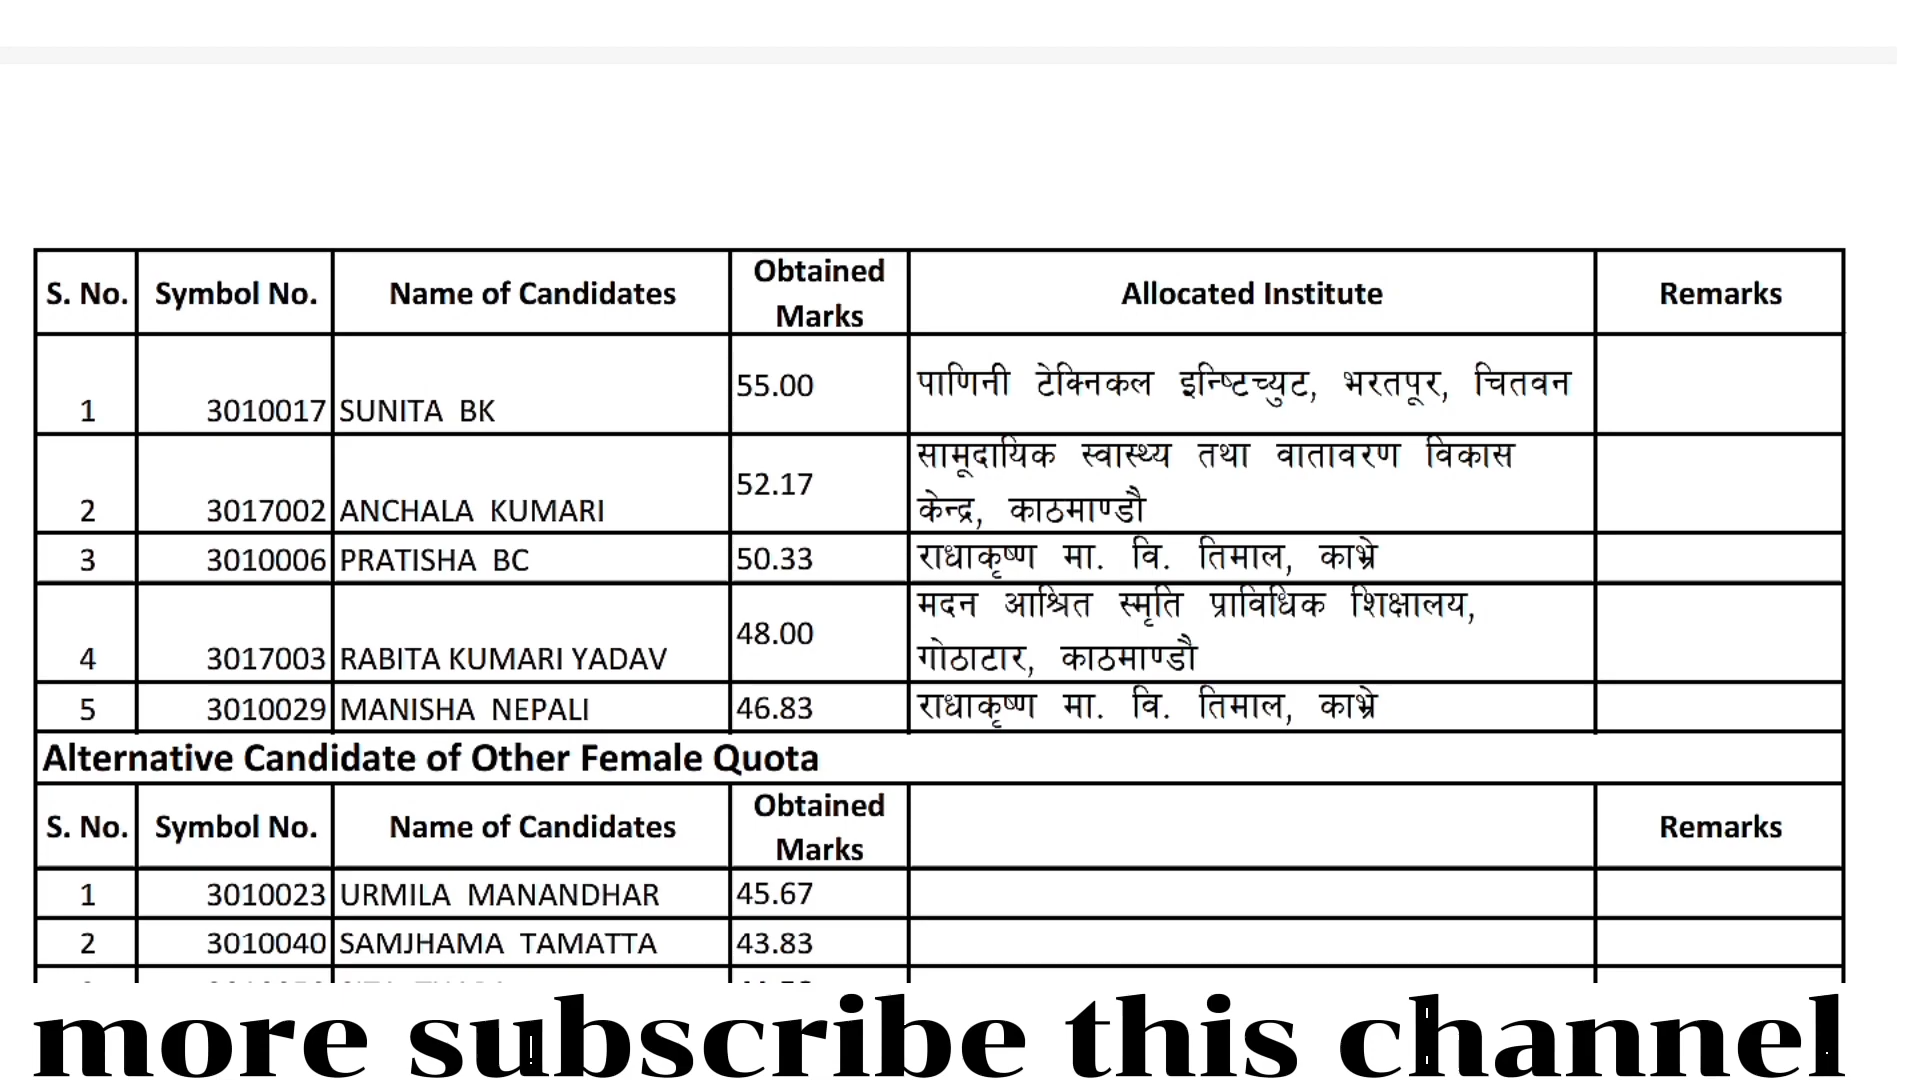 S. No. Symbol No. Name of Candidates Obtained Marks Allocated Institute Remarks
1 3010017 SUNITA BK 55.00 पाणिनी टेक्निकल इन्ष्टिच्युट, भरतपूर, चितवन
2 3017002 ANCHALA KUMARI 52.17 सामूदायिक स्वास्थ्य तथा वातावरण विकास
केन्द्र, काठमाण्डौ
3 3010006 PRATISHA BC 50.33 राधाकृष्ण मा. वि. तिमाल, काभ्रे
4 3017003 RABITA KUMARI YADAV 48.00 मदन आश्रित स्मृति प्राविधिक शिक्षालय,
गोठाटार, काठमाण्डौ
5 3010029 MANISHA NEPALI 46.83 राधाकृष्ण मा. वि. तिमाल, काभ्रे
Alternative Candidate of Other Female Quota
S. No. Symbol No. Name of Candidates Obtained Marks Remarks
1 3010023 URMILA MANANDHAR 45.67
2 3010040 SAMJHAMA TAMATTA 43.83
more subscribe this channel